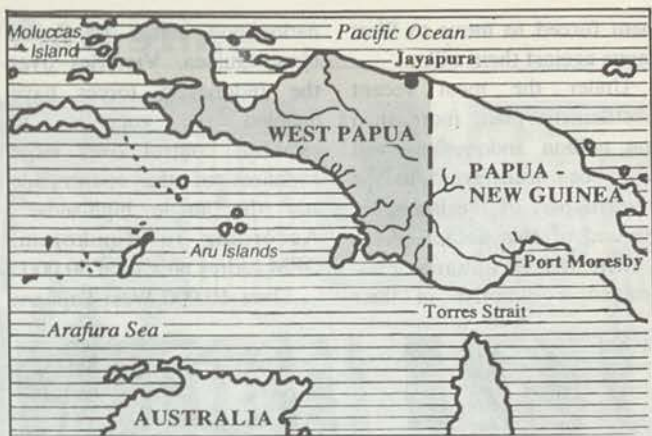 Pacific Ocean
Moluccas
Island
Jayapura
WEST PAPUA
PAPUA -
NEW GUINEA
Aru Islands
Port Moresby
Torres Strait
Arafura Sea
AUSTRALIA